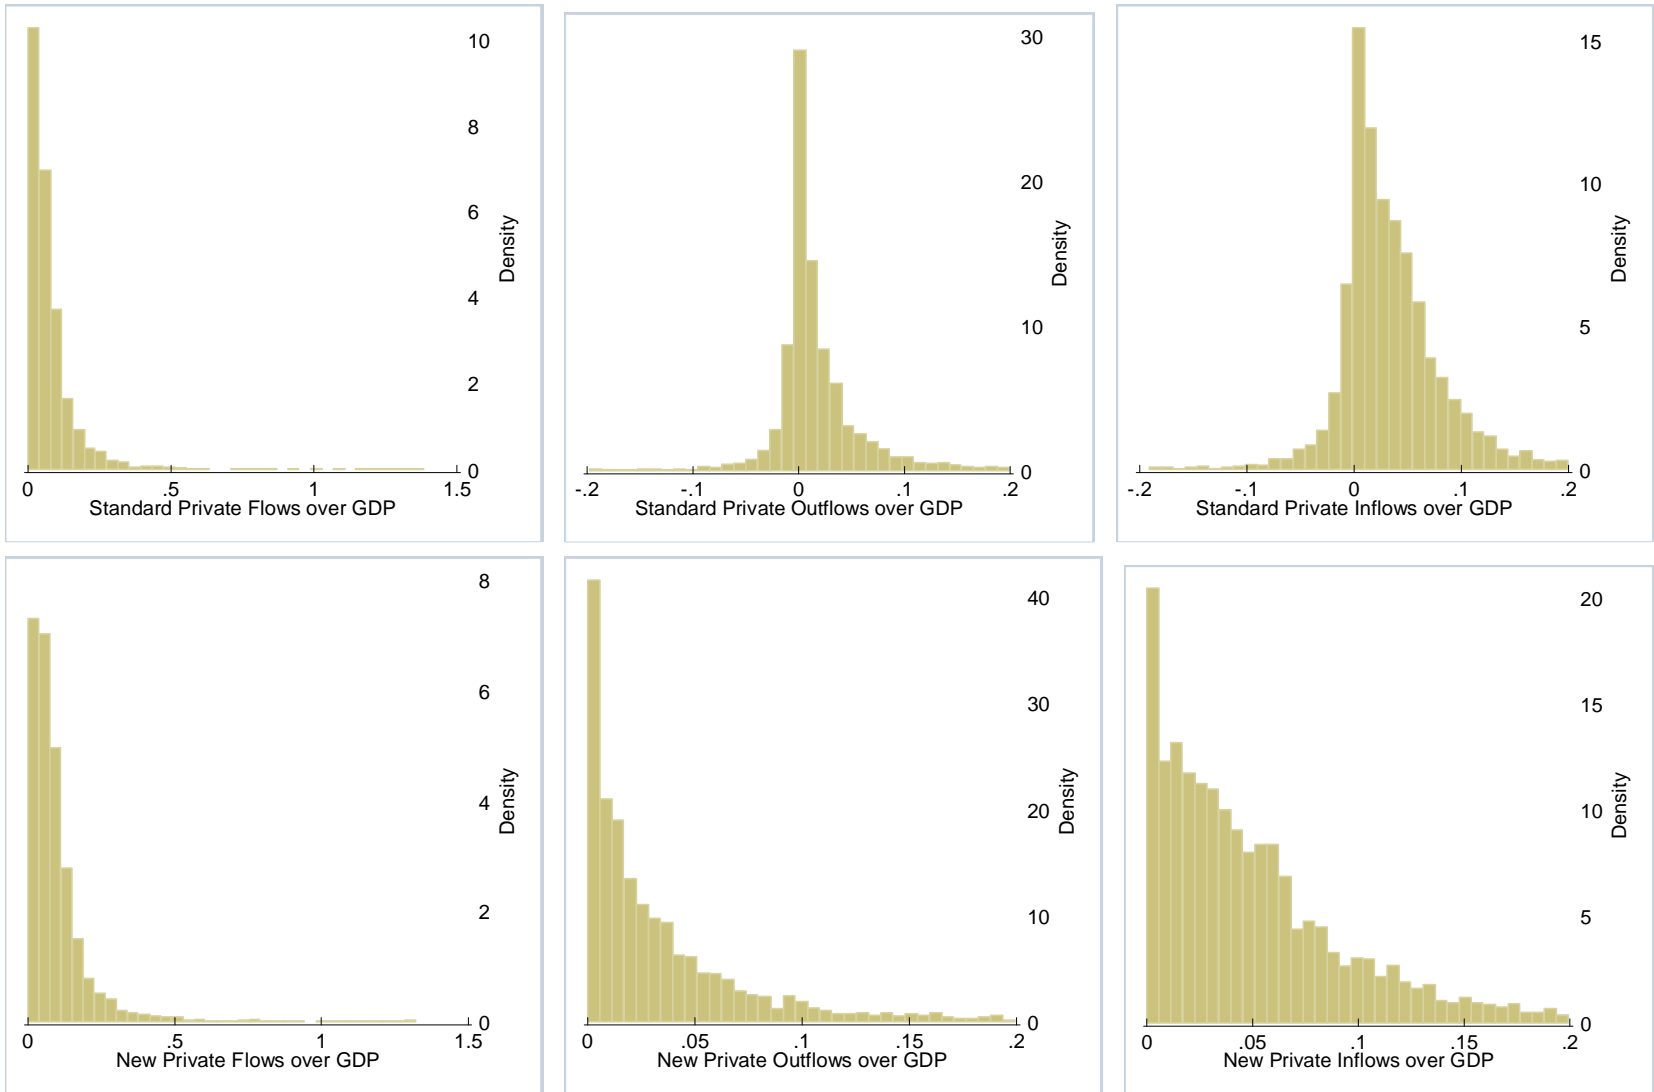 10
8
6
4
2
0
Density
0 .5 1 1.5
Standard Private Flows over GDP
30
20
10
0
Density
-.2 -.1 0 .1 .2
Standard Private Outflows over GDP
15
10
5
0
Density
-.2 -.1 0 .1 .2
Standard Private Inflows over GDP
8
6
4
2
0
Density
0 .5 1 1.5
New Private Flows over GDP
40
30
20
10
0
Density
0 .05 .1 .15 .2
New Private Outflows over GDP
20
15
10
5
0
Density
0 .05 .1 .15 .2
New Private Inflows over GDP